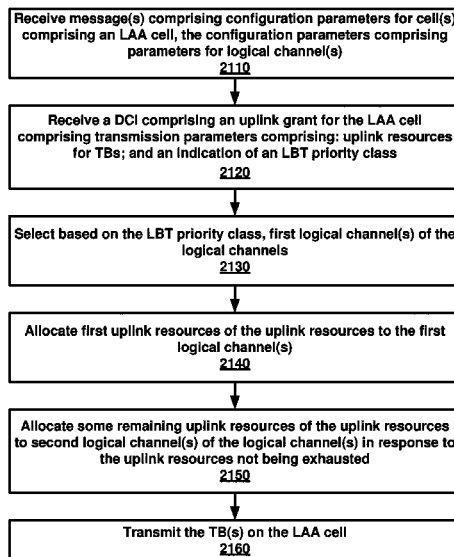 Receive message(s) comprising configuration parameters for cell(s)
comprising an LAA cell, the configuration parameters comprising
parameters for logical channel(s)
2110
Receive a DCI comprising an uplink grant for the LAA cell
comprising transmission parameters comprising: uplink resources
for TBs; and an indication of an LBT priority class
2120
Select based on the LBT priority class, first logical channel(s) of the
logical channels
2130
Allocate first uplink resources of the uplink resources to the first
logical channel(s)
2140
Allocate some remaining uplink resources of the uplink resources
to second logical channel(s) of the logical channel(s) in response to
the uplink resources not being exhausted
2150
Transmit the TB(s) on the LAA cell
2160